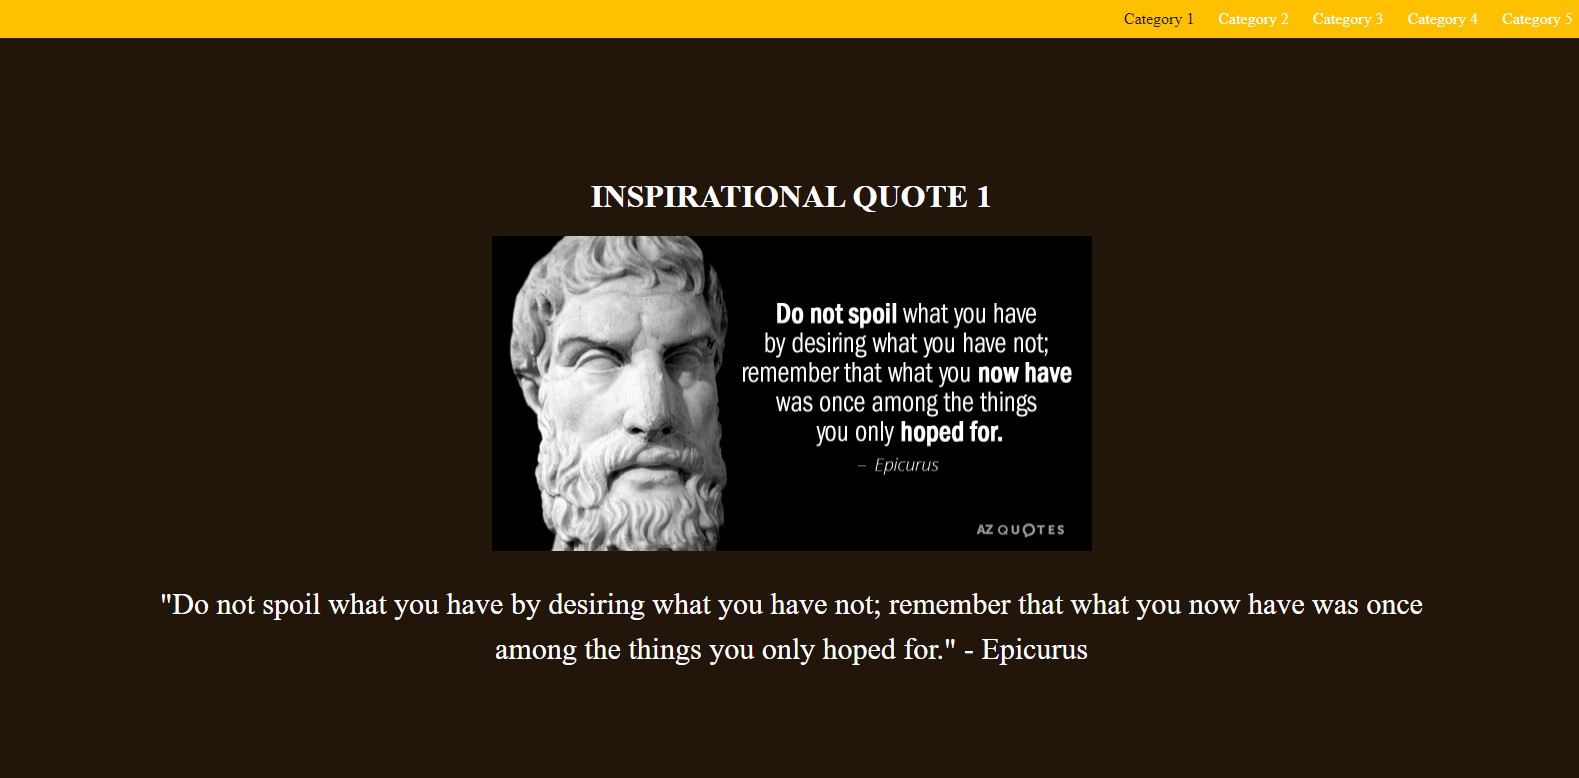 Category 1 Category 2 Category 3 Category 4 Category 5
INSPIRATIONAL QUOTE 1
Do not spoil what you have
by desiring what you have not;
remember that what you now have
was once among the things
you only hoped for.
– Epicurus
AZ QUOTES
"Do not spoil what you have by desiring what you have not; remember that what you now have was once
among the things you only hoped for." - Epicurus